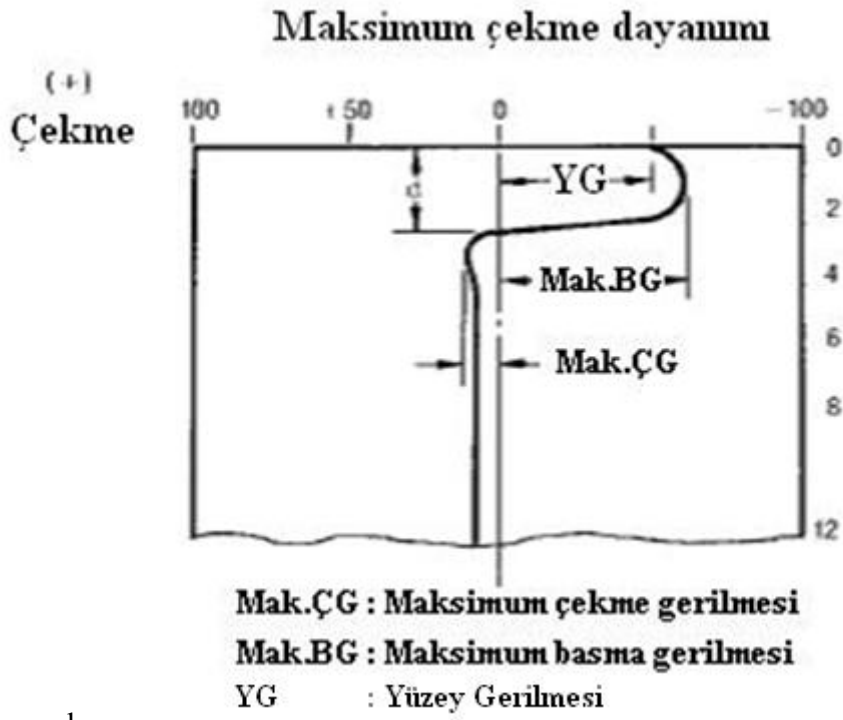 Maksimum çekme dayanımı
(+)
Çekme
100 +50 0 -100
0
d
YG
2
Mak.BG
4
6
Mak.ÇG
8
12
Mak.ÇG : Maksimum çekme gerilmesi
Mak.BG : Maksimum basma gerilmesi
YG : Yüzey Gerilmesi